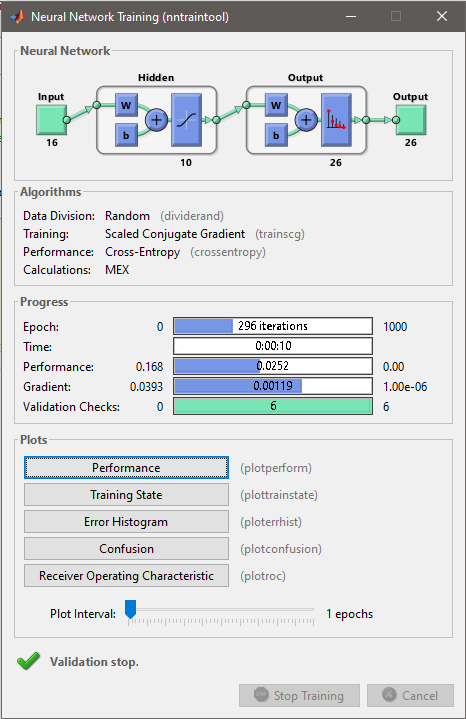 Neural Network Training (nntraintool)
Neural Network
Hidden
Output
Input
Output
W
b
+
W
b
+
16
10
26
26
Algorithms
Data Division: Random (dividerand)
Training: Scaled Conjugate Gradient (trainscg)
Performance: Cross-Entropy (crossentropy)
Calculations: MEX
Progress
Epoch: 0 296 iterations 1000
Time: 0:00:10
Performance: 0.168 0.0252 0.00
Gradient: 0.0393 0.00119 1.00e-06
Validation Checks: 0 6 6
Plots
Performance (plotperform)
Training State (plottrainstate)
Error Histogram (ploterrhist)
Confusion (plotconfusion)
Receiver Operating Characteristic (plotroc)
Plot Interval: 1 epochs
Validation stop.
Stop Training Cancel